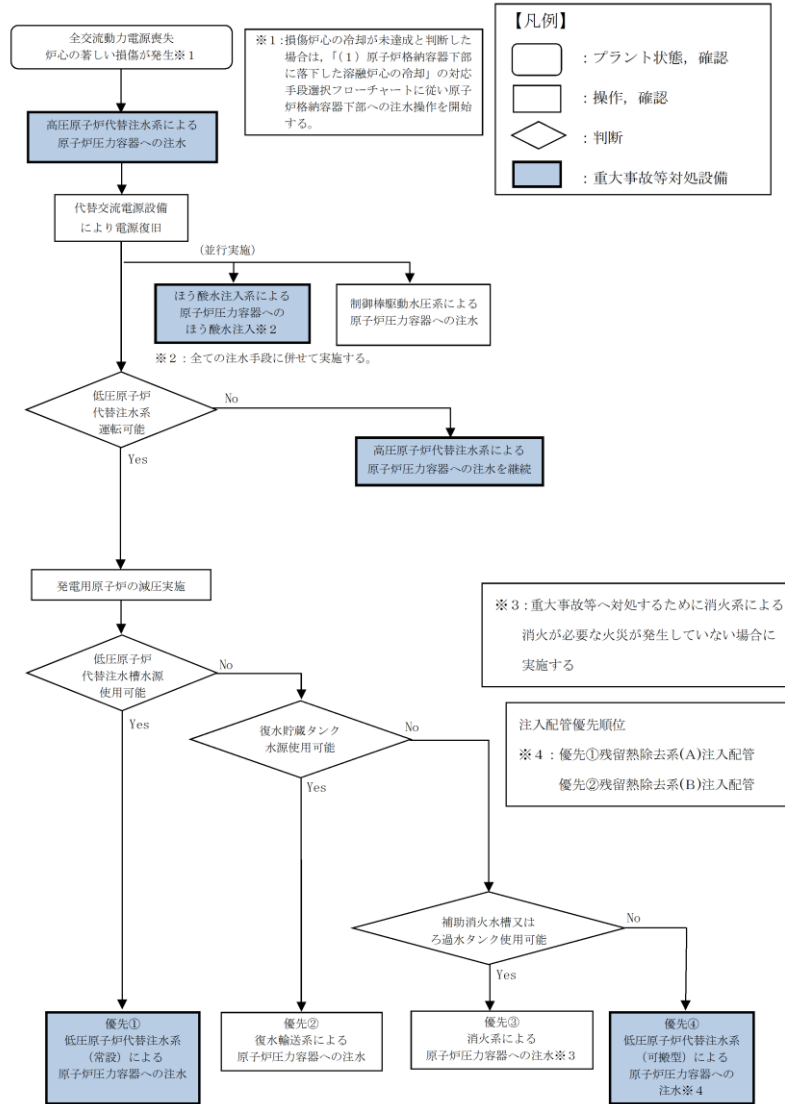 全交流動力電源喪失
炉心の著しい損傷が発生※1
※1：損傷炉心の冷却が未達成と判断した
場合は，「(1) 原子炉格納容器下部
に落下した溶融炉心の冷却」の対応
手段選択フローチャートに従い原子
炉格納容器下部への注水操作を開始
する。
【凡例】
：プラント状態，確認
：操作，確認
：判断
：重大事故等対処設備
高圧原子炉代替注水系による
原子炉圧力容器への注水
代替交流電源設備
により電源復旧
(並行実施)
ほう酸水注入系による
原子炉圧力容器への
ほう酸水注入※2
制御棒駆動水圧系による
原子炉圧力容器への注水
※2：全ての注水手段に併せて実施する。
低圧原子炉
代替注水系
運転可能
No
Yes
高圧原子炉代替注水系による
原子炉圧力容器への注水を継続
発電用原子炉の減圧実施
※3：重大事故等へ対処するために消火系による
消火が必要な火災が発生していない場合に
実施する
低圧原子炉
代替注水槽水源
使用可能
No
Yes
復水貯蔵タンク
水源使用可能
No
Yes
注入配管優先順位
※4：優先①残留熱除去系(A)注入配管
優先②残留熱除去系(B)注入配管
補助消火水槽又は
ろ過水タンク使用可能
No
Yes
優先①
低圧原子炉代替注水系
(常設)による
原子炉圧力容器への注水
優先②
復水輸送系による
原子炉圧力容器への注水
優先③
消火系による
原子炉圧力容器への注水※3
優先④
低圧原子炉代替注水系
(可搬型)による
原子炉圧力容器への
注水※4